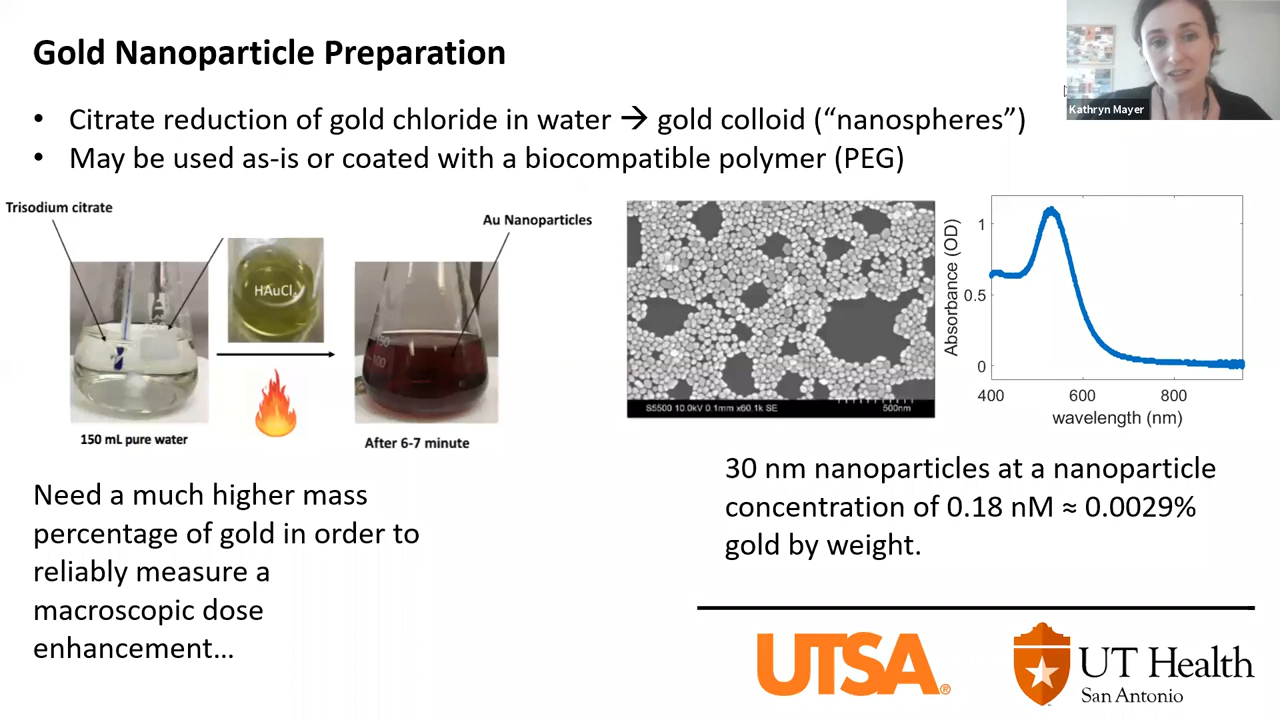 Gold Nanoparticle Preparation
Kathryn Mayer
• Citrate reduction of gold chloride in water → gold colloid (“nanospheres”)
• May be used as-is or coated with a biocompatible polymer (PEG)
Trisodium citrate
Au Nanoparticles
HAuCl
150
100
150 mL pure water
After 6-7 minute
S5500 10.0kV 0.1mm x60.1k SE
500nm
Absorbance (OD)
1
0.5
0
400
600
800
wavelength (nm)
30 nm nanoparticles at a nanoparticle
concentration of 0.18 nM ≈ 0.0029%
gold by weight.
Need a much higher mass
percentage of gold in order to
reliably measure a
macroscopic dose
enhancement…
UTSA®
UT Health
San Antonio